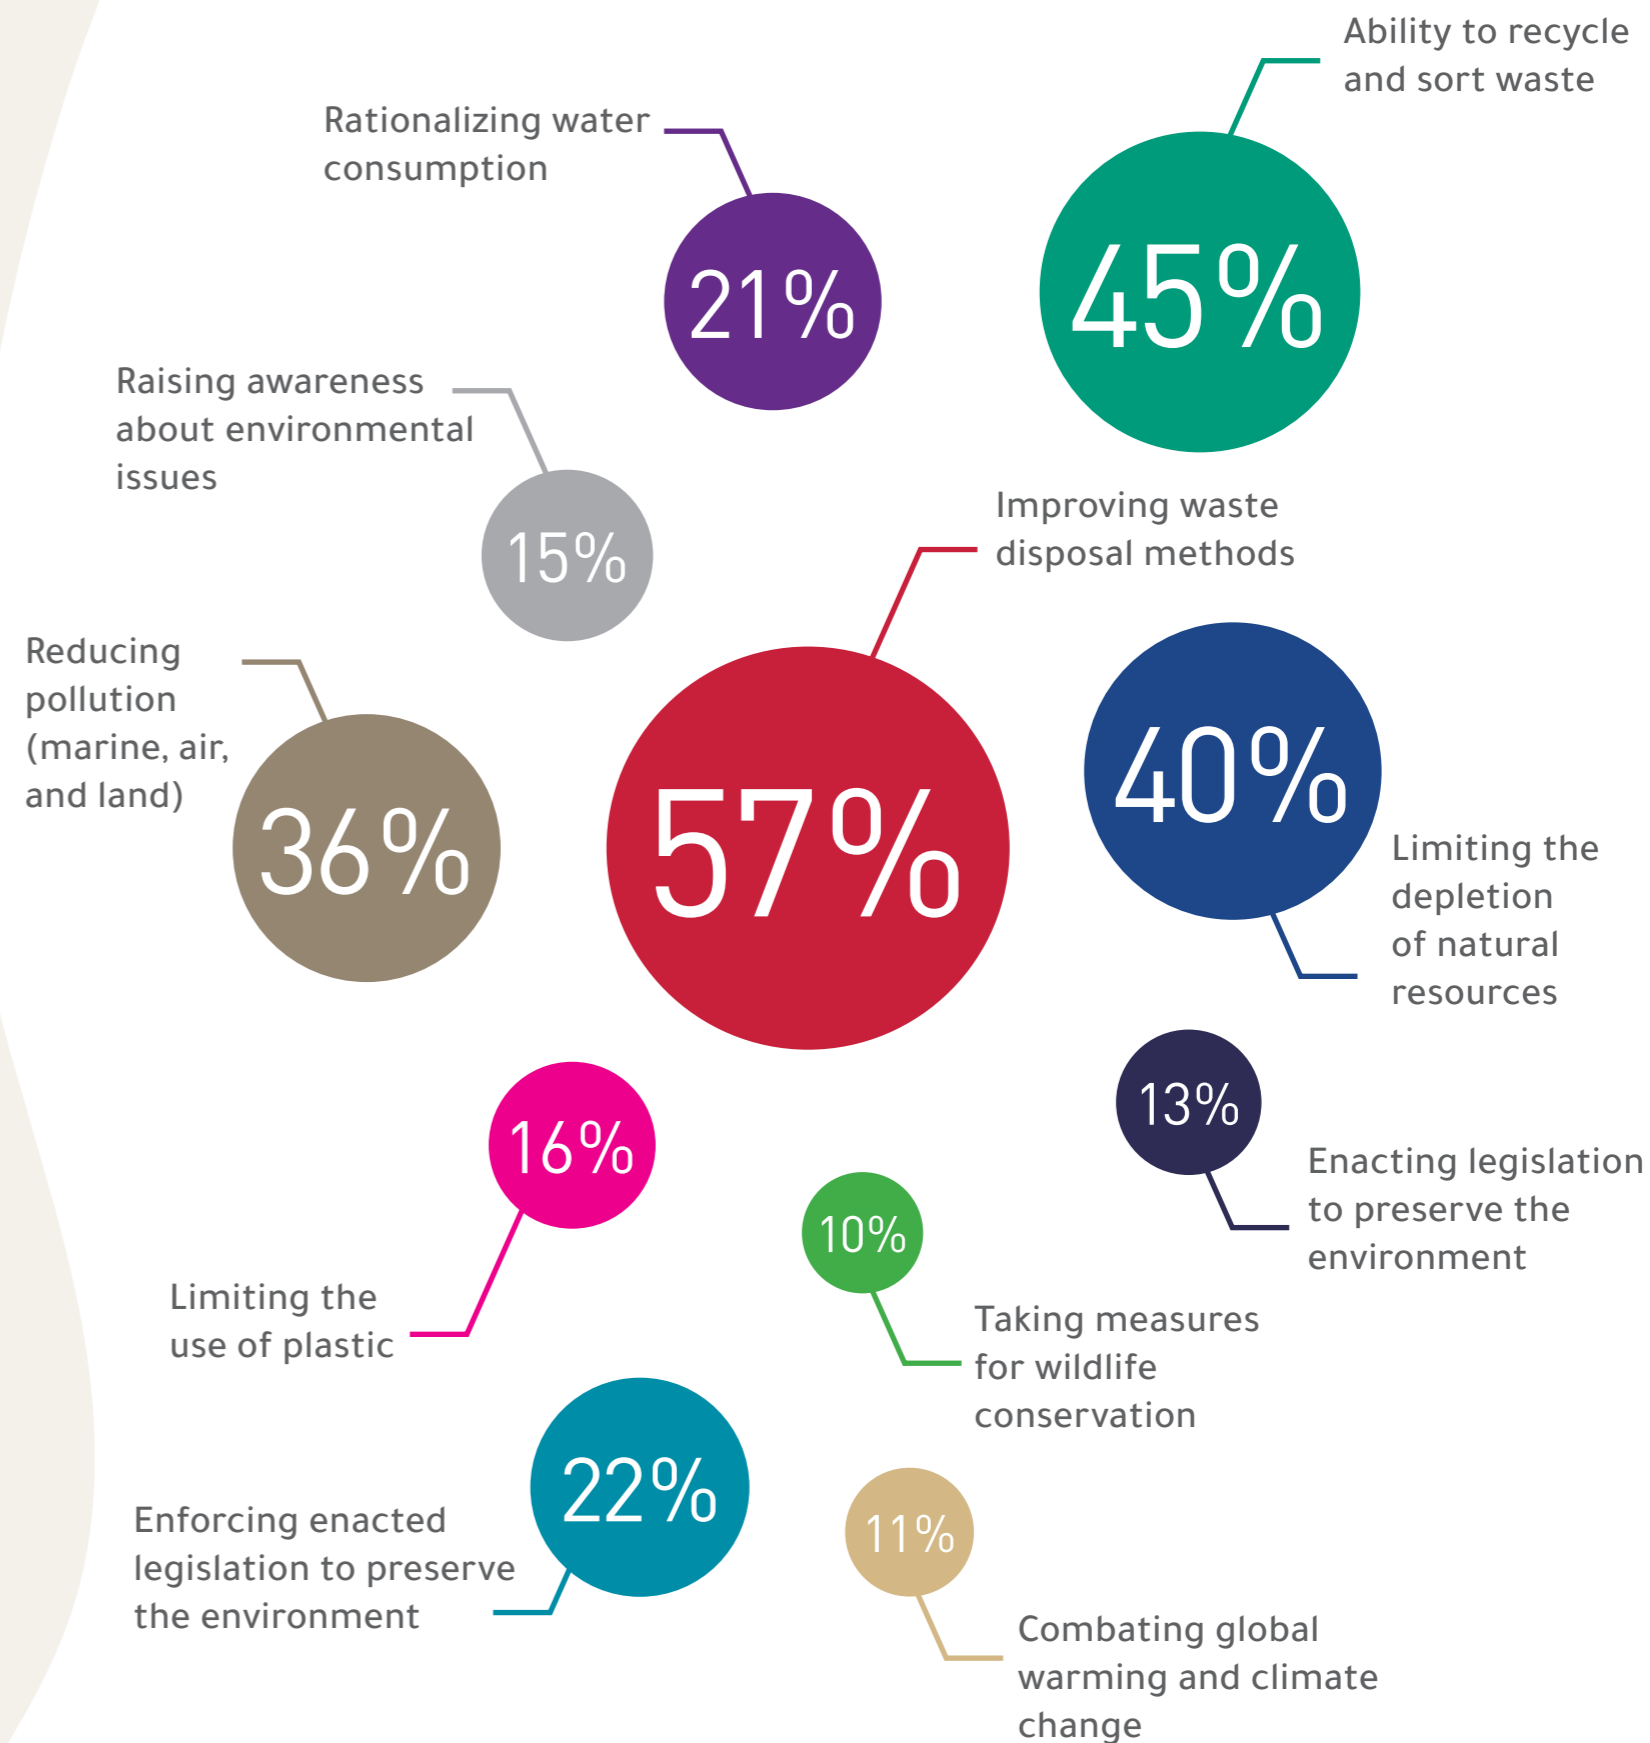 Ability to recycle
and sort waste
45%
Rationalizing water
consumption
21%
Raising awareness
about environmental
issues
15%
Improving waste
disposal methods
57%
Reducing
pollution
(marine, air,
and land)
36%
40%
Limiting the
depletion
of natural
resources
13%
Enacting legislation
to preserve the
environment
16%
Limiting the
use of plastic
10%
Taking measures
for wildlife
conservation
22%
Enforcing enacted
legislation to preserve
the environment
11%
Combating global
warming and climate
change